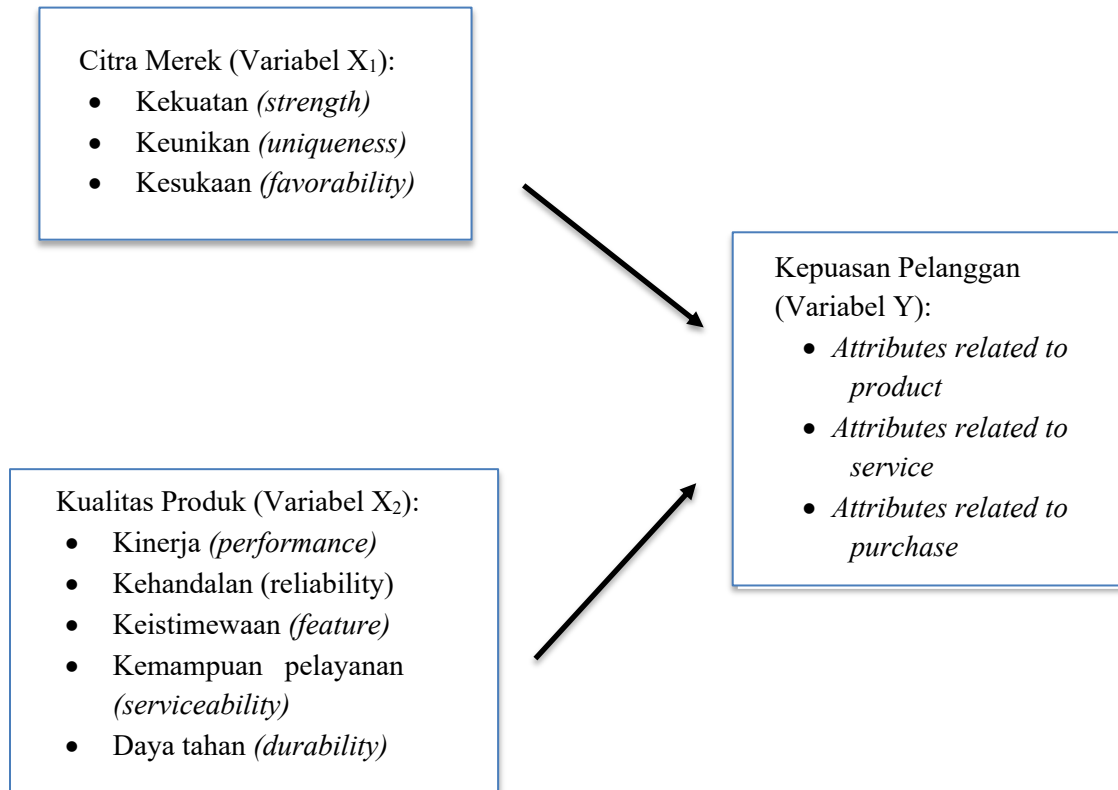 Citra Merek (Variabel X₁):
• Kekuatan (strength)
• Keunikan (uniqueness)
• Kesukaan (favorability)
Kepuasan Pelanggan
(Variabel Y):
• Attributes related to
product
• Attributes related to
service
• Attributes related to
purchase
Kualitas Produk (Variabel X₂):
• Kinerja (performance)
• Kehandalan (reliability)
• Keistimewaan (feature)
• Kemampuan pelayanan
(serviceability)
• Daya tahan (durability)